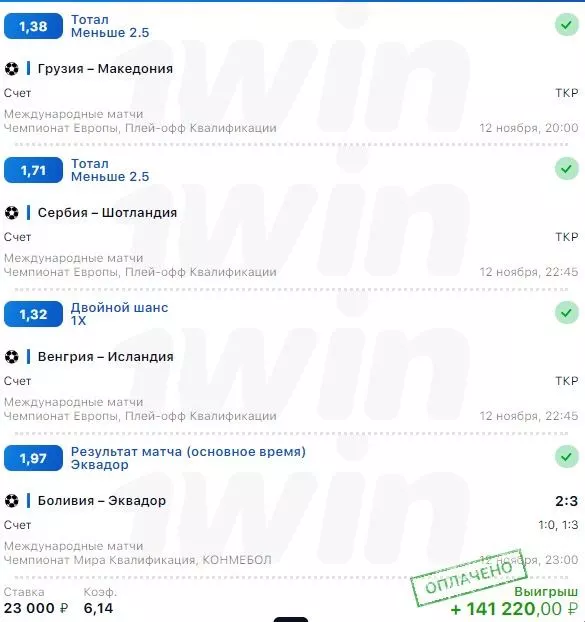 1,38
Тотал
Меньше 2.5
Грузия – Македония
Счет ТКР
Международные матчи
Чемпионат Европы, Плей-офф Квалификации 12 ноября, 20:00
1,71
Тотал
Меньше 2.5
Сербия – Шотландия
Счет ТКР
Международные матчи
Чемпионат Европы, Плей-офф Квалификации 12 ноября, 22:45
1,32
Двойной шанс
1X
Венгрия – Исландия
Счет ТКР
Международные матчи
Чемпионат Европы, Плей-офф Квалификации 12 ноября, 22:45
1,97
Результат матча (основное время)
Эквадор
Боливия – Эквадор 2:3
Счет 1:0, 1:3
Международные матчи
Чемпионат Мира Квалификация, КОНМЕБОЛ 12 ноября, 23:00
ОПЛАЧЕНО
Ставка Коэф. Выигрыш
23 000 ₽ 6,14 + 141 220,00 ₽
1win
1win
1win
1win